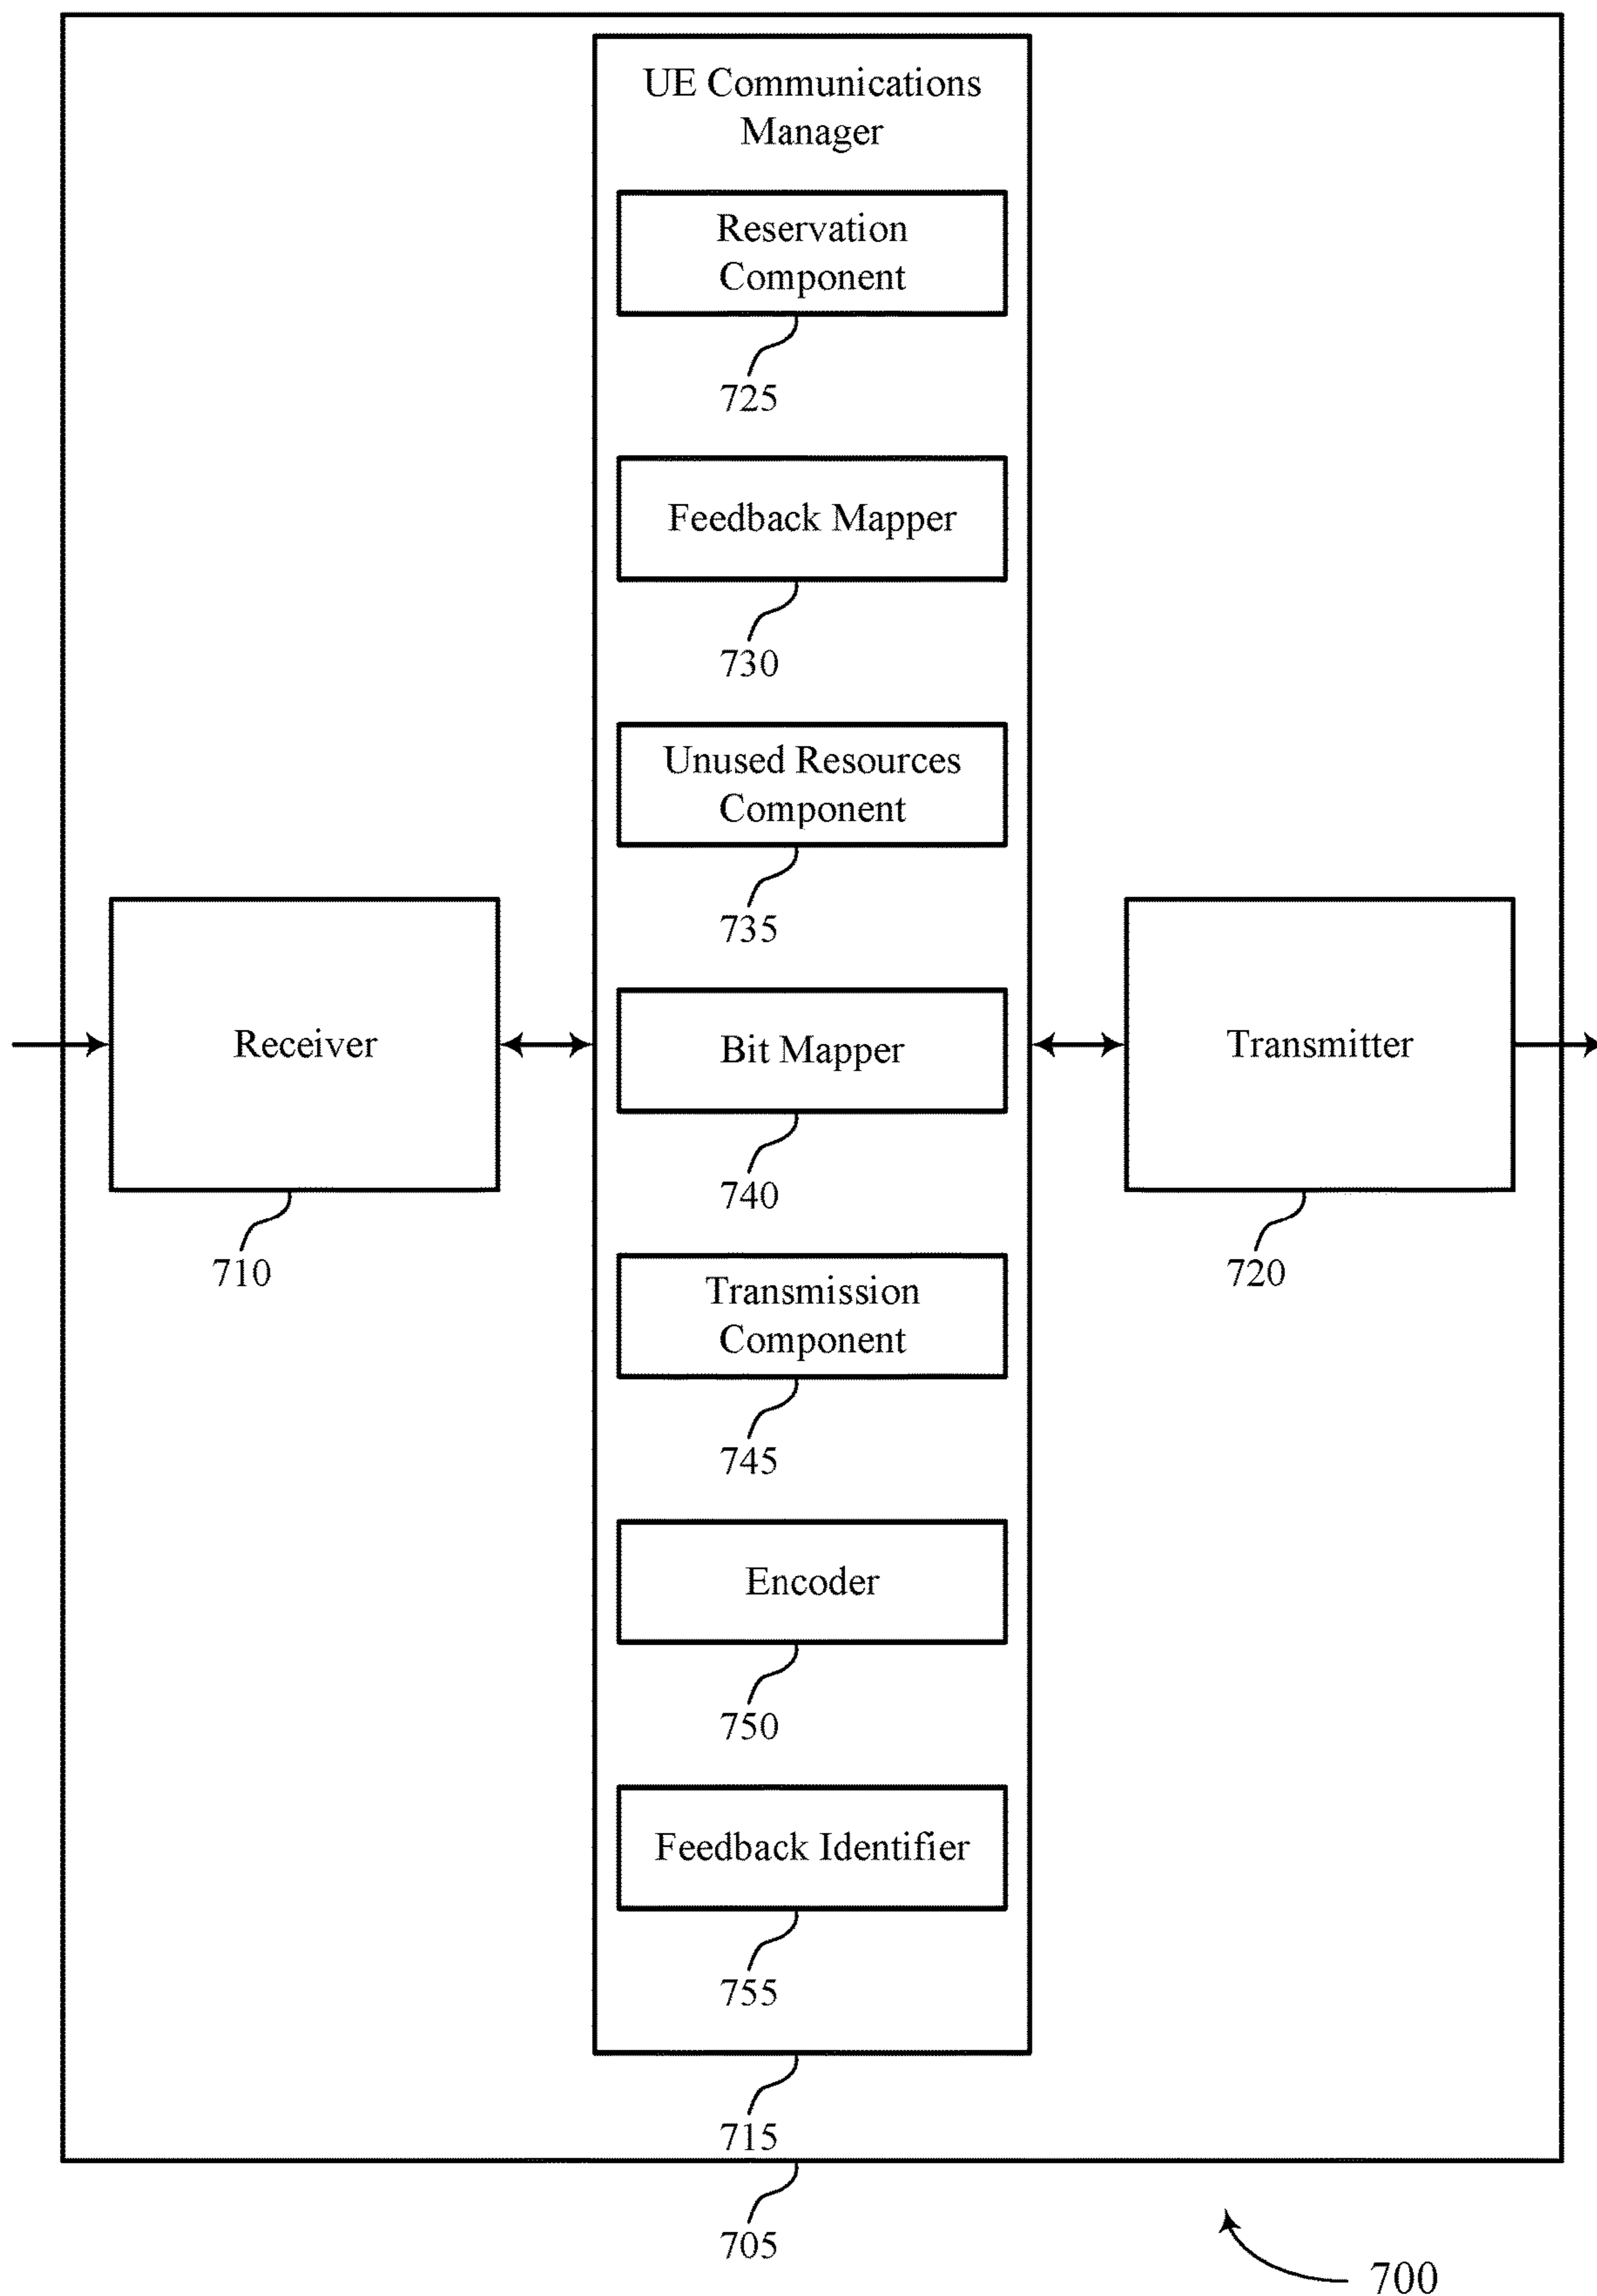 UE Communications
Manager
Reservation
Component
725
Feedback Mapper
730
Unused Resources
Component
735
Receiver
710
Bit Mapper
740
Transmitter
720
Transmission
Component
745
Encoder
750
Feedback Identifier
755
715
705
700